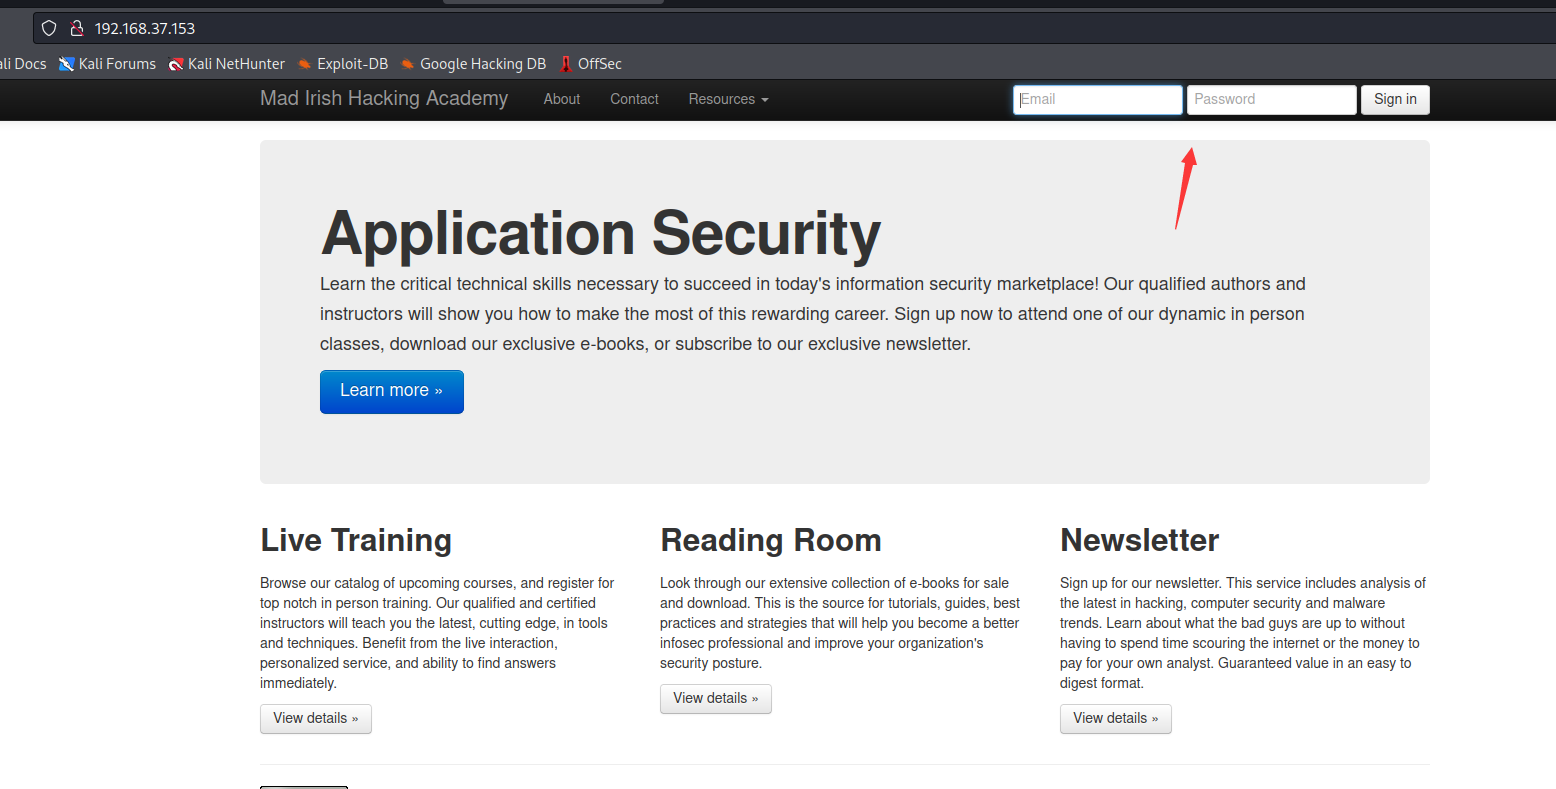 192.168.37.153
ali Docs Kali Forums Kali NetHunter Exploit-DB Google Hacking DB OffSec
Mad Irish Hacking Academy About Contact Resources Email Password Sign in
Application Security
Learn the critical technical skills necessary to succeed in today's information security marketplace! Our qualified authors and
instructors will show you how to make the most of this rewarding career. Sign up now to attend one of our dynamic in person
classes, download our exclusive e-books, or subscribe to our exclusive newsletter.
Learn more »
Live Training
Browse our catalog of upcoming courses, and register for
top notch in person training. Our qualified and certified
instructors will teach you the latest, cutting edge, in tools
and techniques. Benefit from the live interaction,
personalized service, and ability to find answers
immediately.
View details »
Reading Room
Look through our extensive collection of e-books for sale
and download. This is the source for tutorials, guides, best
practices and strategies that will help you become a better
infosec professional and improve your organization's
security posture.
View details »
Newsletter
Sign up for our newsletter. This service includes analysis of
the latest in hacking, computer security and malware
trends. Learn about what the bad guys are up to without
having to spend time scouring the internet or the money to
pay for your own analyst. Guaranteed value in an easy to
digest format.
View details »